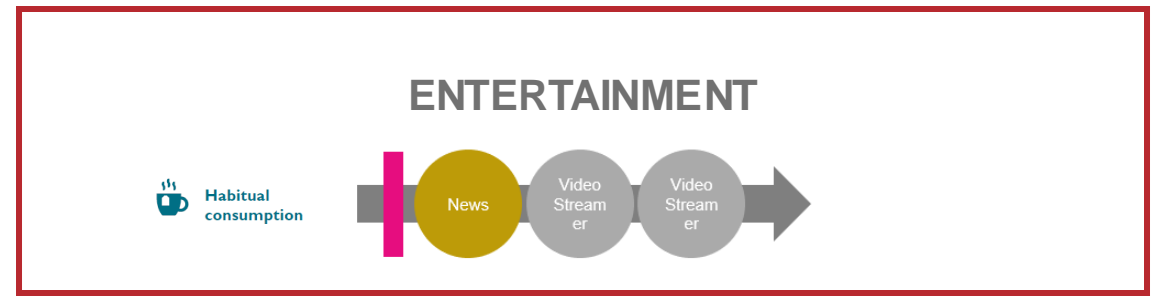 ENTERTAINMENT
Habitual
consumption
News
Video
Stream
er
Video
Stream
er